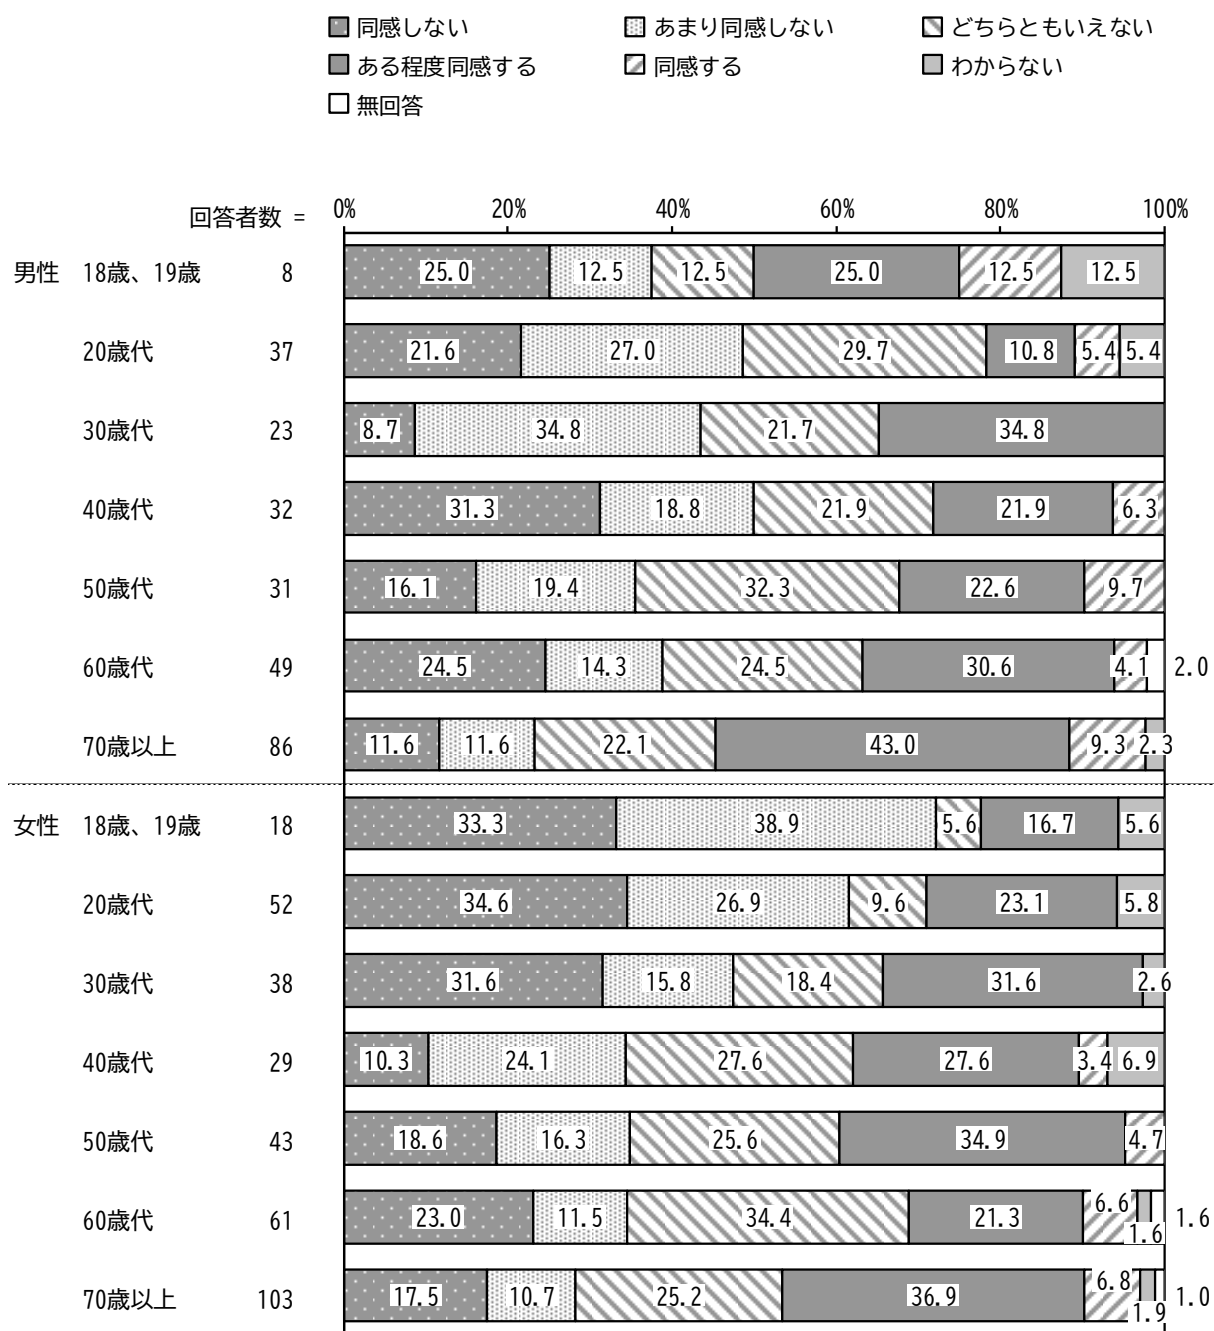 同感しない あまり同感しない どちらともいえない
ある程度同感する 同感する わからない
無回答
回答者数 = 0% 20% 40% 60% 80% 100%
男性 18歳、19歳 8 25.0 12.5 12.5 25.0 12.5 12.5
20歳代 37 21.6 27.0 29.7 10.8 5.4 5.4
30歳代 23 8.7 34.8 21.7 34.8
40歳代 32 31.3 18.8 21.9 21.9 6.3
50歳代 31 16.1 19.4 32.3 22.6 9.7
60歳代 49 24.5 14.3 24.5 30.6 4.1 2.0
70歳以上 86 11.6 11.6 22.1 43.0 9.3 2.3
女性 18歳、19歳 18 33.3 38.9 5.6 16.7 5.6
20歳代 52 34.6 26.9 9.6 23.1 5.8
30歳代 38 31.6 15.8 18.4 31.6 2.6
40歳代 29 10.3 24.1 27.6 27.6 3.4 6.9
50歳代 43 18.6 16.3 25.6 34.9 4.7
60歳代 61 23.0 11.5 34.4 21.3 6.6 1.6 1.6
70歳以上 103 17.5 10.7 25.2 36.9 6.8 1.9 1.0